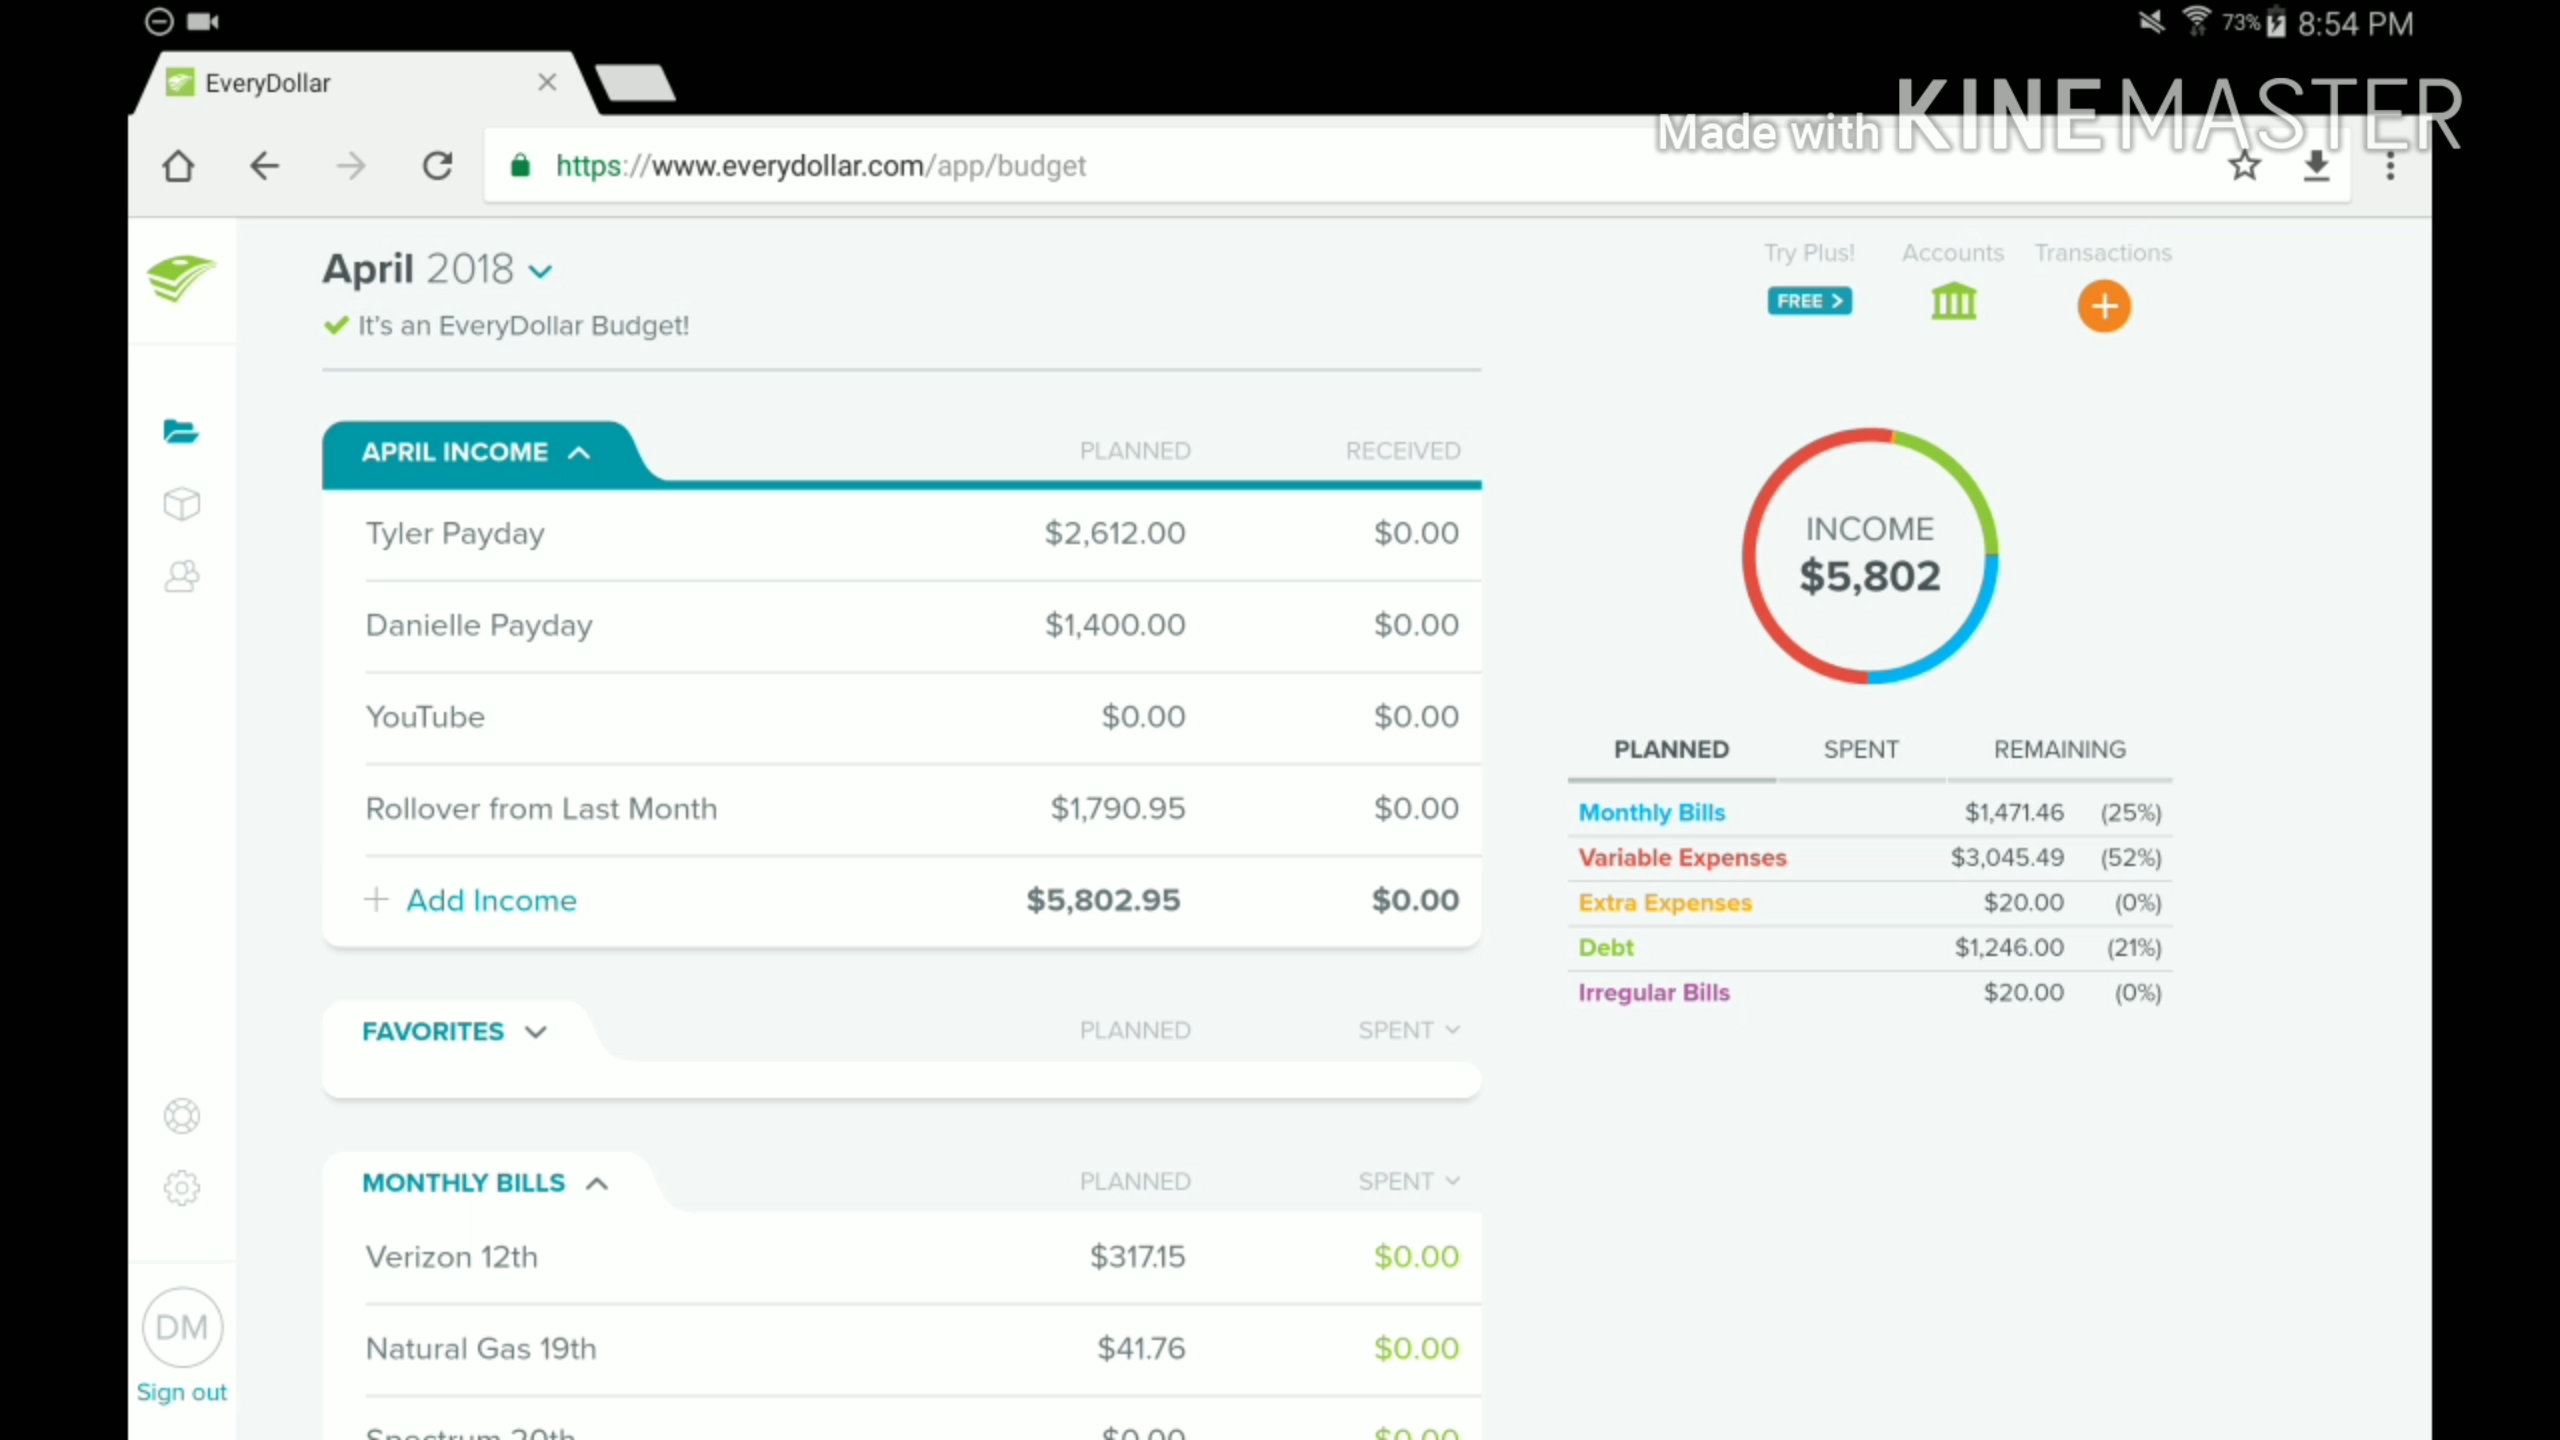 73% 8:54 PM
EveryDollar
Made with KINEMASTER
https://www.everydollar.com/app/budget
April 2018
It's an EveryDollar Budget!
Try Plus! Accounts Transactions
FREE >
APRIL INCOME PLANNED RECEIVED
Tyler Payday $2,612.00 $0.00
Danielle Payday $1,400.00 $0.00
YouTube $0.00 $0.00
Rollover from Last Month $1,790.95 $0.00
+ Add Income $5,802.95 $0.00
INCOME
$5,802
PLANNED SPENT REMAINING
Monthly Bills $1,471.46 (25%)
Variable Expenses $3,045.49 (52%)
Extra Expenses $20.00 (0%)
Debt $1,246.00 (21%)
Irregular Bills $20.00 (0%)
FAVORITES PLANNED SPENT
MONTHLY BILLS PLANNED SPENT
Verizon 12th $317.15 $0.00
Natural Gas 19th $41.76 $0.00
Spectrum 20th $0.00 $0.00
DM
Sign out